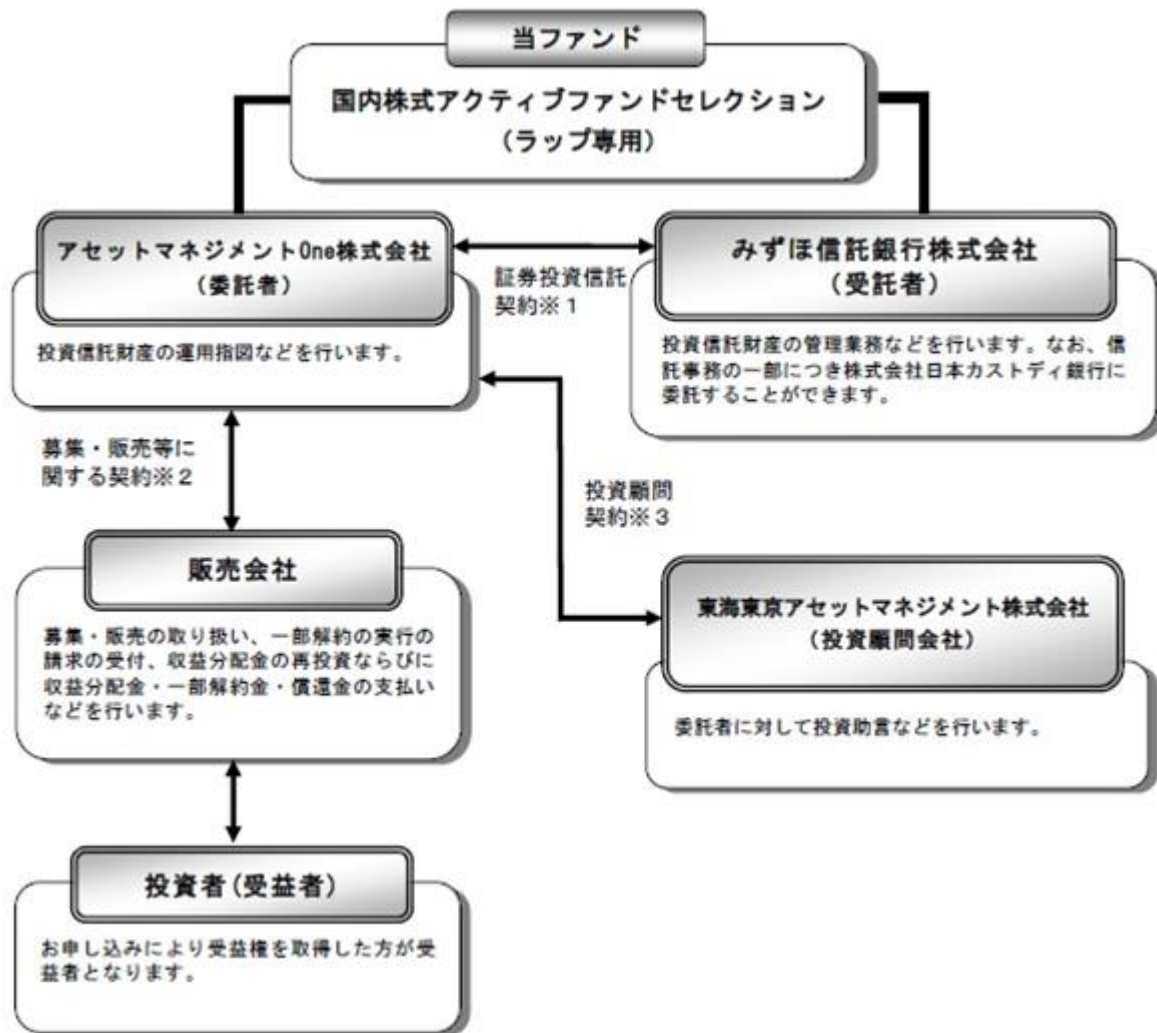 当ファンド
国内株式アクティブファンドセレクション
（ラップ専用）
アセットマネジメントOne株式会社
（委託者）
投資信託財産の運用指図などを行います。
証券投資信託
契約※１
みずほ信託銀行株式会社
（受託者）
投資信託財産の管理業務などを行います。なお、信
託事務の一部につき株式会社日本カストディ銀行に
委託することができます。
募集・販売等に
関する契約※２
投資顧問
契約※３
販売会社
募集・販売の取り扱い、一部解約の実行の
請求の受付、収益分配金の再投資ならびに
収益分配金・一部解約金・償還金の支払い
などを行います。
東海東京アセットマネジメント株式会社
（投資顧問会社）
委託者に対して投資助言などを行います。
投資者（受益者）
お申し込みにより受益権を取得した方が受
益者となります。